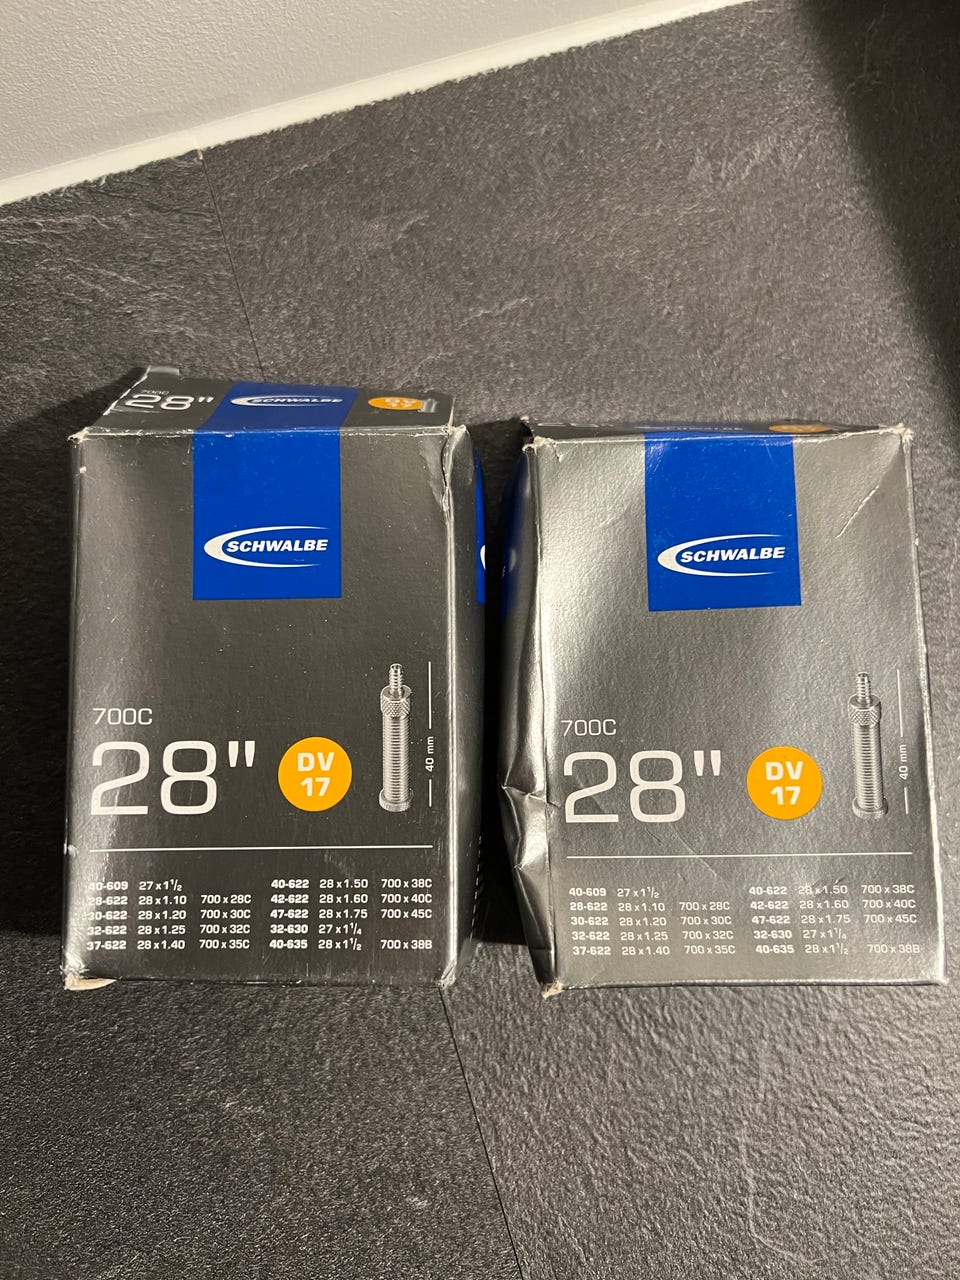 700C
28"
SCHWALBE
DV
17
SCHWALBE
700C
28"
DV
17
40 mm
40-609 27 x 1 1/2
28-622 28 x 1.10 700 x 28C
30-622 28 x 1.20 700 x 30C
32-622 28 x 1.25 700 x 32C
37-622 28 x 1.40 700 x 35C
40-622 28 x 1.50 700 x 38C
42-622 28 x 1.60 700 x 40C
47-622 28 x 1.75 700 x 45C
32-630 27 x 1 1/4
40-635 28 x 1 1/2 700 x 38B
SCHWALBE
SCHWALBE
700C
28"
DV
17
40 mm
40-609 27 x 1 1/2
28-622 28 x 1.10 700 x 28C
30-622 28 x 1.20 700 x 30C
32-622 28 x 1.25 700 x 32C
37-622 28 x 1.40 700 x 35C
40-622 28 x 1.50 700 x 38C
42-622 28 x 1.60 700 x 40C
47-622 28 x 1.75 700 x 45C
32-630 27 x 1 1/4
40-635 28 x 1 1/2 700 x 38B